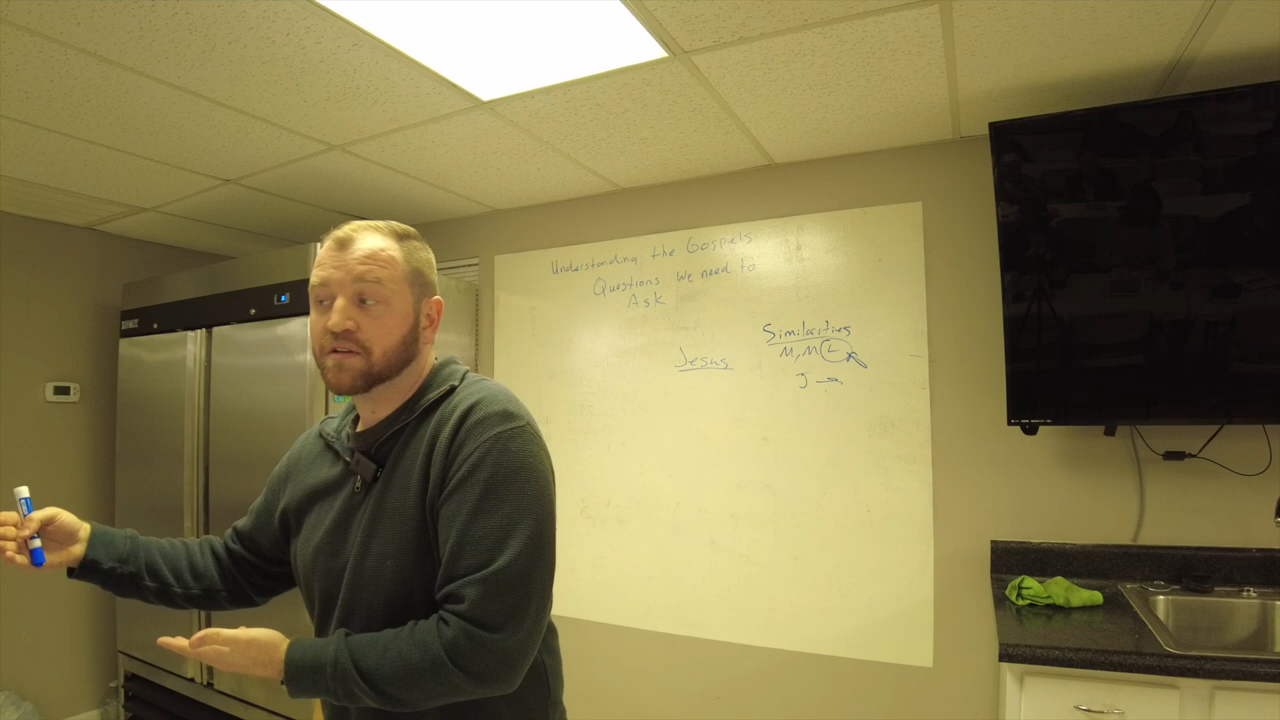 Understanding the Gospels
Questions we need to
Ask
Similarities
Jesus
M, M L
J →